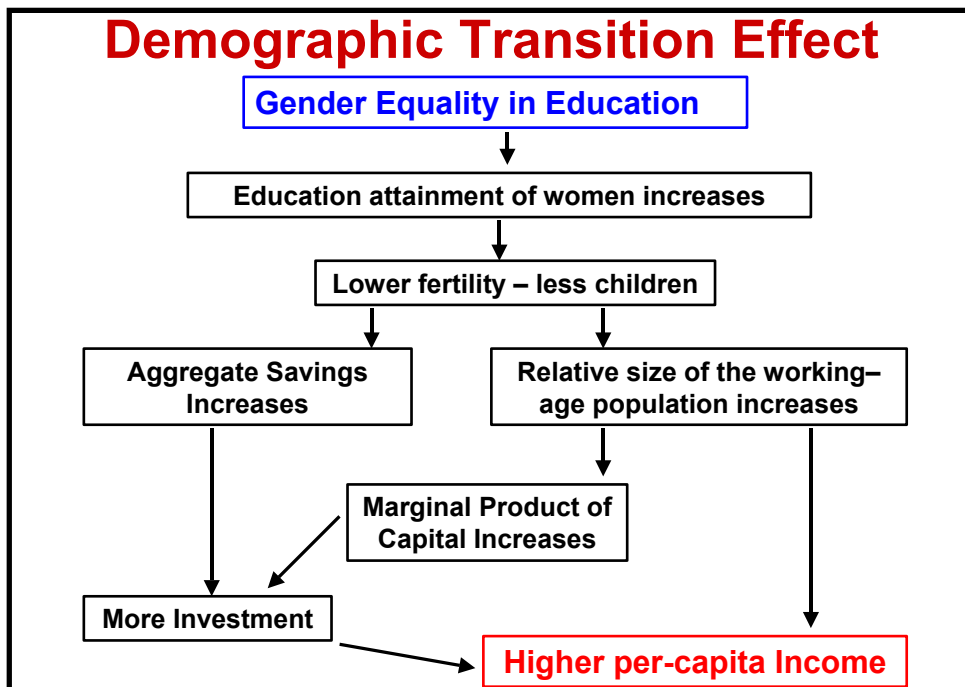 Demographic Transition Effect
Gender Equality in Education
Education attainment of women increases
Lower fertility – less children
Aggregate Savings
Increases
Relative size of the working–
age population increases
Marginal Product of
Capital Increases
More Investment
Higher per-capita Income